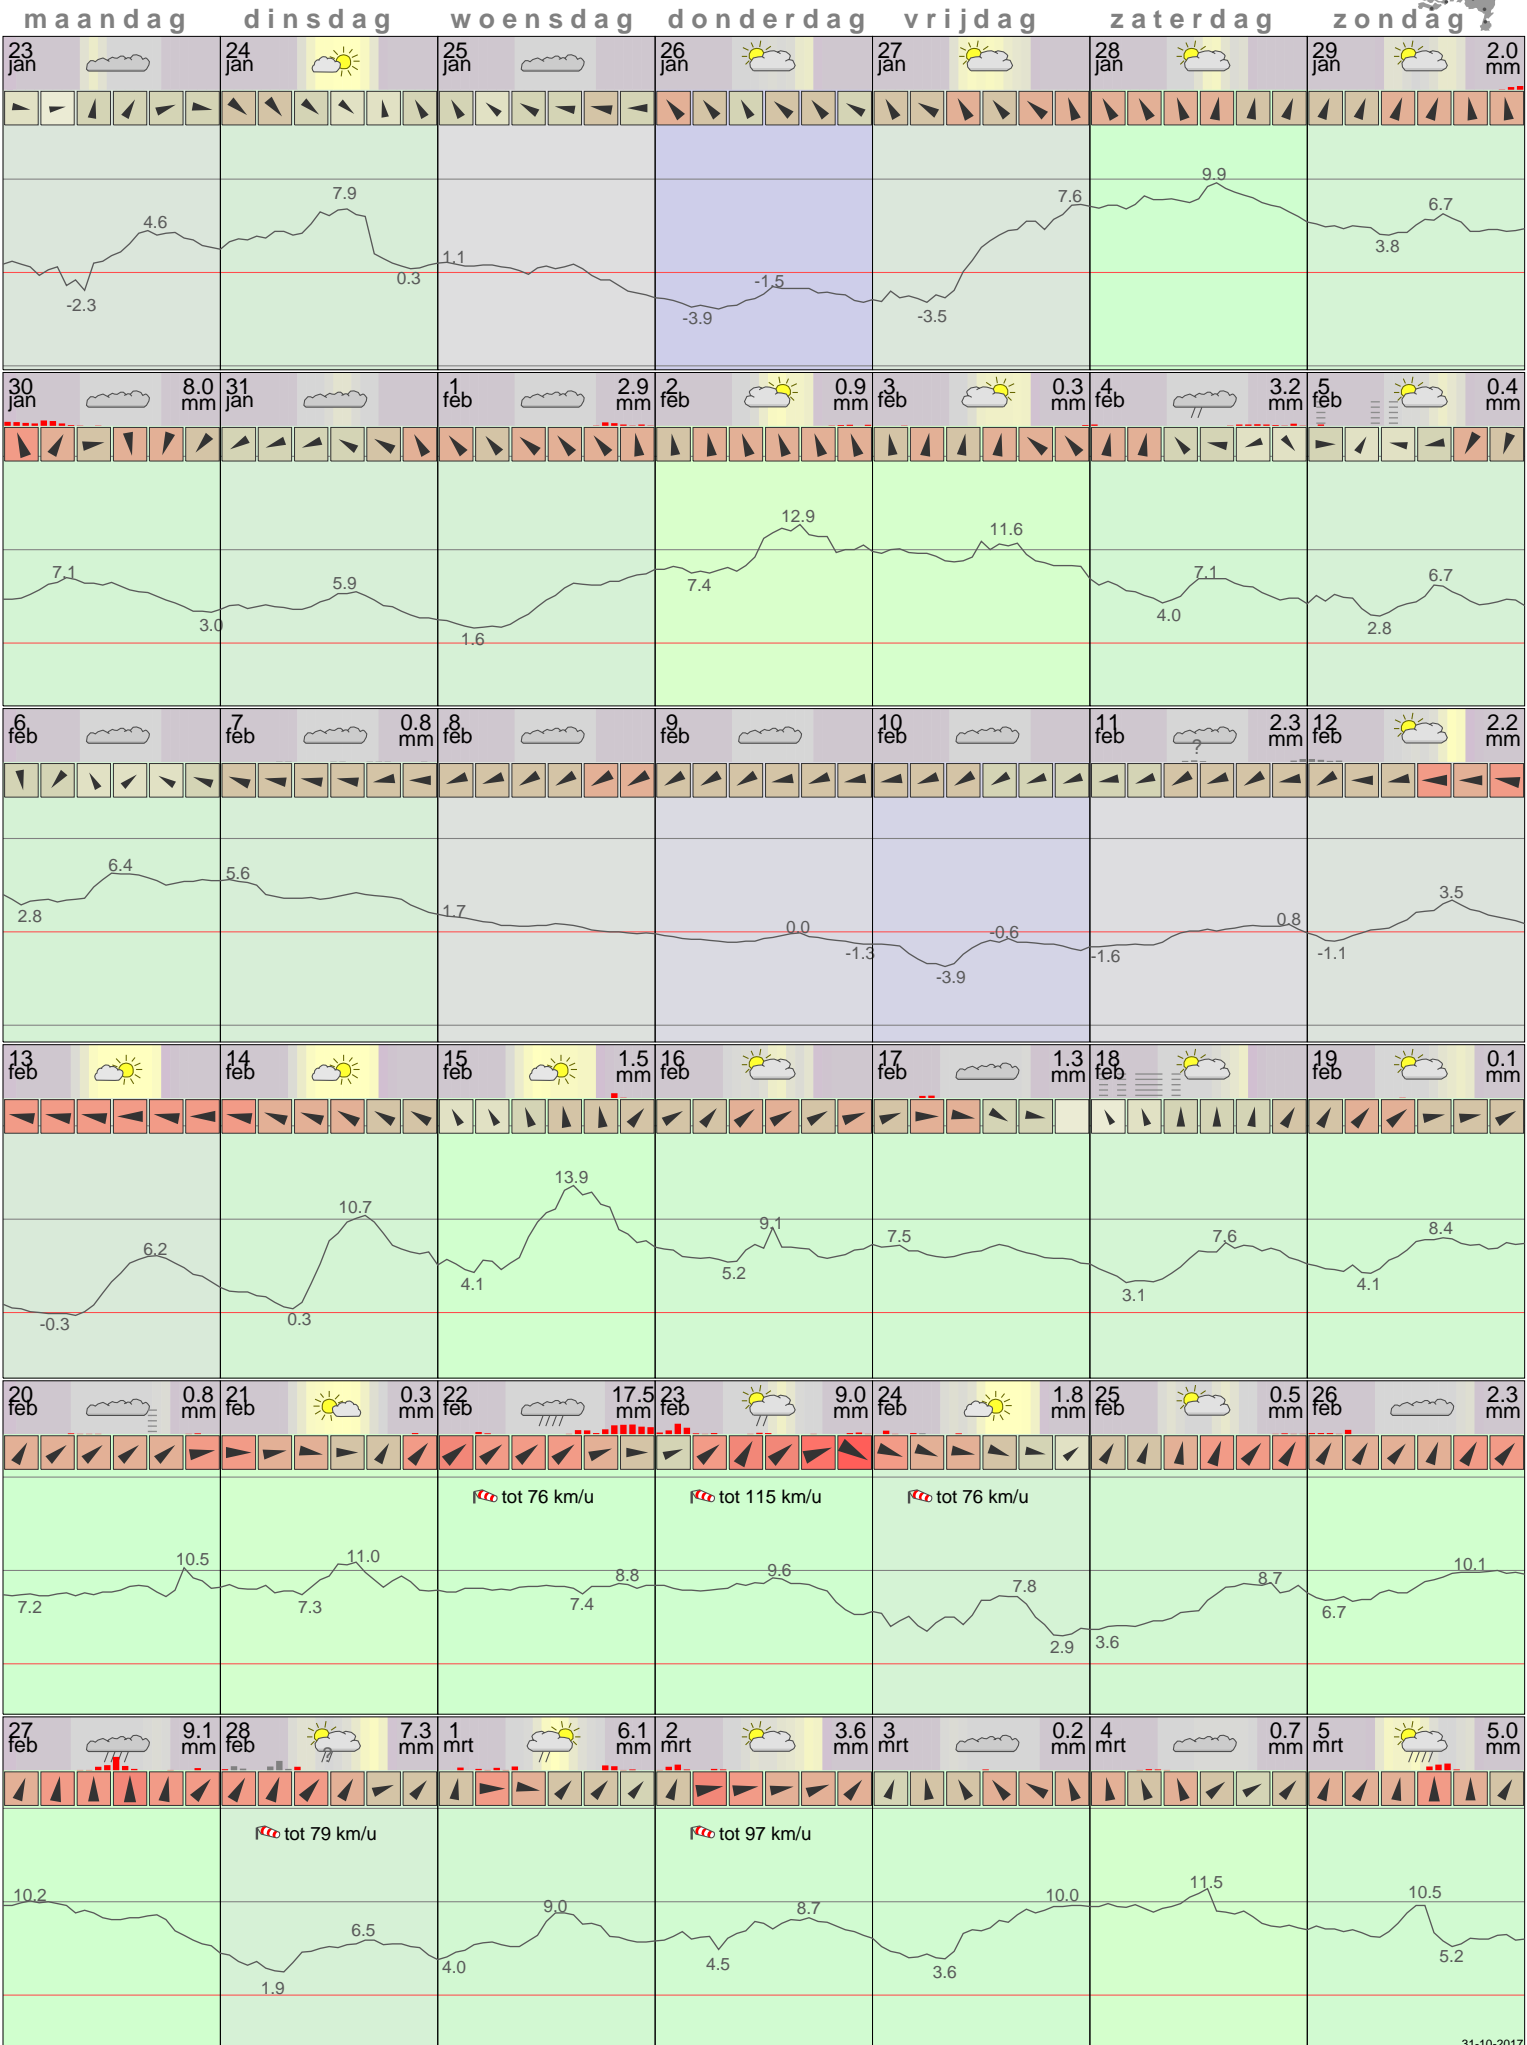 maandag dinsdag woensdag donderdag vrijdag zaterdag zondag
23 jan 24 jan 25 jan 26 jan 27 jan 28 jan 29 jan 2.0 mm
4.6 -2.3 7.9 0.3 1.1 -3.9 -1.5 -3.5 7.6 9.9 3.8 6.7
30 jan 8.0 mm 31 jan 1 feb 2.9 mm 2 feb 0.9 mm 3 feb 0.3 mm 4 feb 3.2 mm 5 feb 0.4 mm
7.1 3.0 5.9 1.6 7.4 12.9 11.6 4.0 7.1 2.8 6.7
6 feb 7 feb 0.8 mm 8 feb 9 feb 10 feb 11 feb ? 2.3 mm 12 feb 2.2 mm
2.8 6.4 5.6 1.7 0.0 -1.3 -3.9 -0.6 -1.6 0.8 -1.1 3.5
13 feb 14 feb 15 feb 1.5 mm 16 feb 17 feb 1.3 mm 18 feb 19 feb 0.1 mm
-0.3 6.2 0.3 10.7 4.1 13.9 5.2 9.1 7.5 3.1 7.6 4.1 8.4
20 feb 0.8 mm 21 feb 0.3 mm 22 feb 17.5 mm 23 feb 9.0 mm 24 feb 1.8 mm 25 feb 0.5 mm 26 feb 2.3 mm
tot 76 km/u tot 115 km/u tot 76 km/u
7.2 10.5 7.3 11.0 7.4 8.8 9.6 7.8 2.9 3.6 8.7 6.7 10.1
27 feb 9.1 mm 28 feb ? 7.3 mm 1 mrt 6.1 mm 2 mrt 3.6 mm 3 mrt 0.2 mm 4 mrt 0.7 mm 5 mrt 5.0 mm
tot 79 km/u tot 97 km/u
10.2 1.9 6.5 4.0 9.0 4.5 8.7 3.6 10.0 11.5 10.5 5.2
31-10-2017